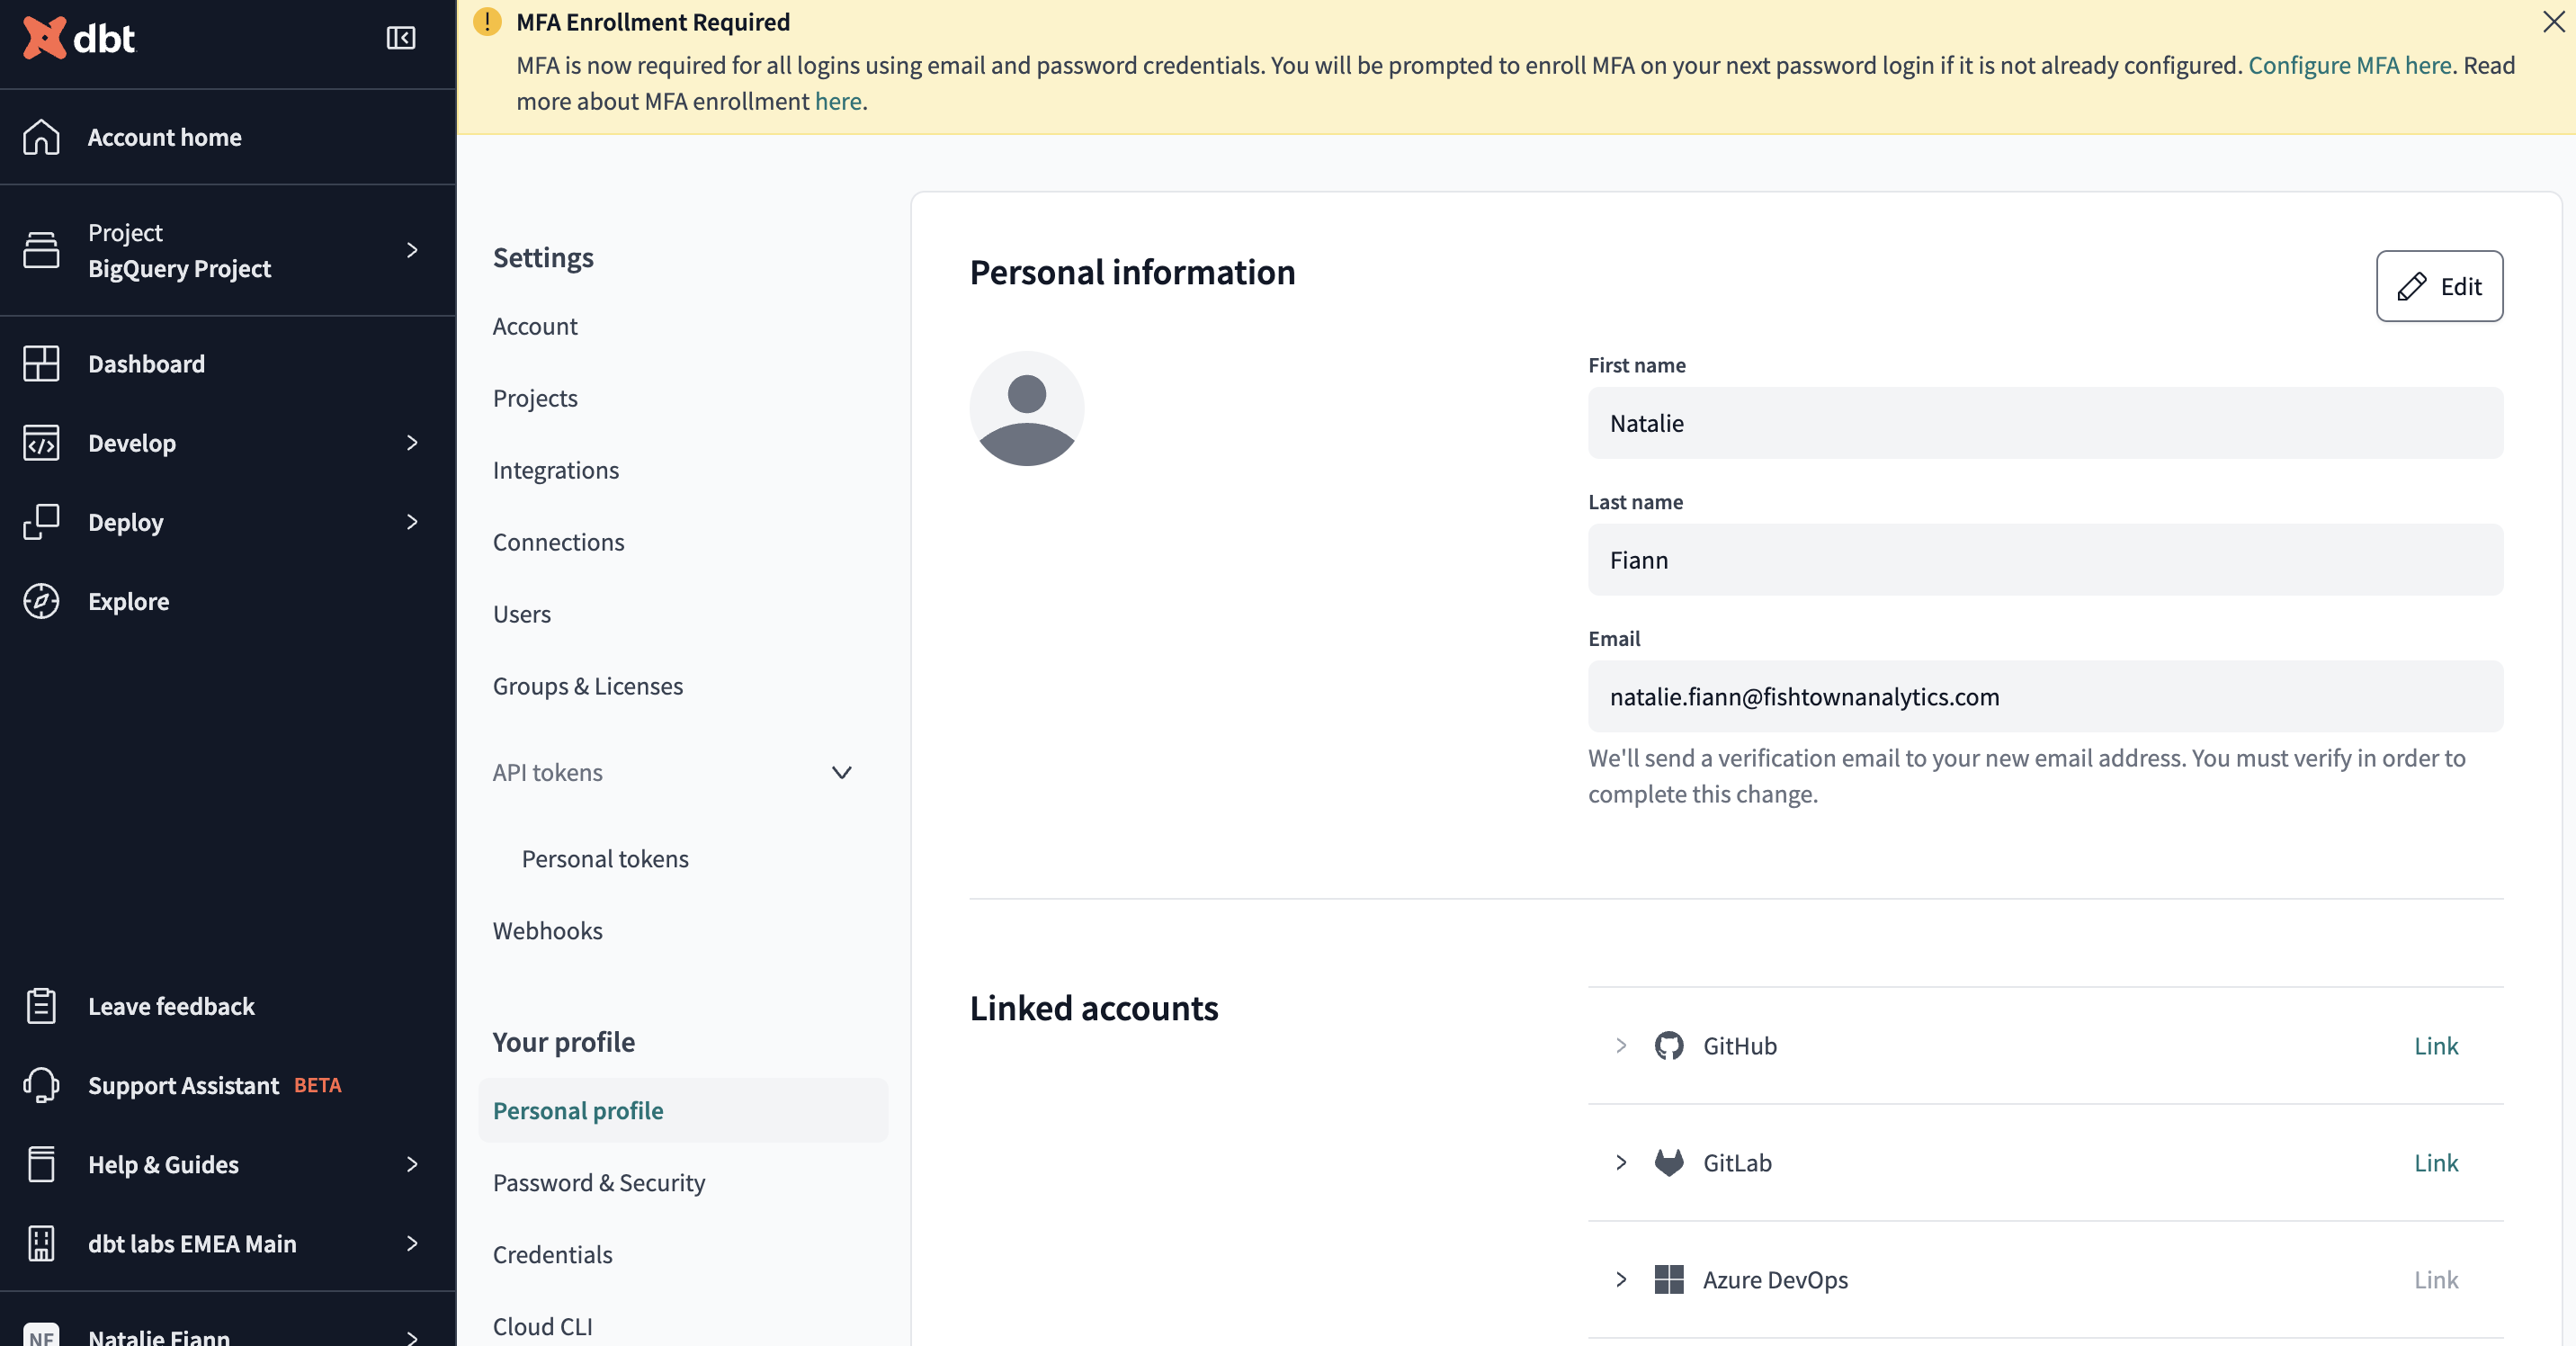 dbt
Account home
Project
BigQuery Project
Dashboard
Develop
Deploy
Explore
Leave feedback
Support Assistant BETA
Help & Guides
dbt labs EMEA Main
NF
Natalie Fiann
MFA Enrollment Required
MFA is now required for all logins using email and password credentials. You will be prompted to enroll MFA on your next password login if it is not already configured. Configure MFA here. Read
more about MFA enrollment here.
Settings
Account
Projects
Integrations
Connections
Users
Groups & Licenses
API tokens
Personal tokens
Webhooks
Your profile
Personal profile
Password & Security
Credentials
Cloud CLI
Personal information
Edit
First name
Natalie
Last name
Fiann
Email
natalie.fiann@fishtownanalytics.com
We'll send a verification email to your new email address. You must verify in order to
complete this change.
Linked accounts
GitHub Link
GitLab Link
Azure DevOps Link